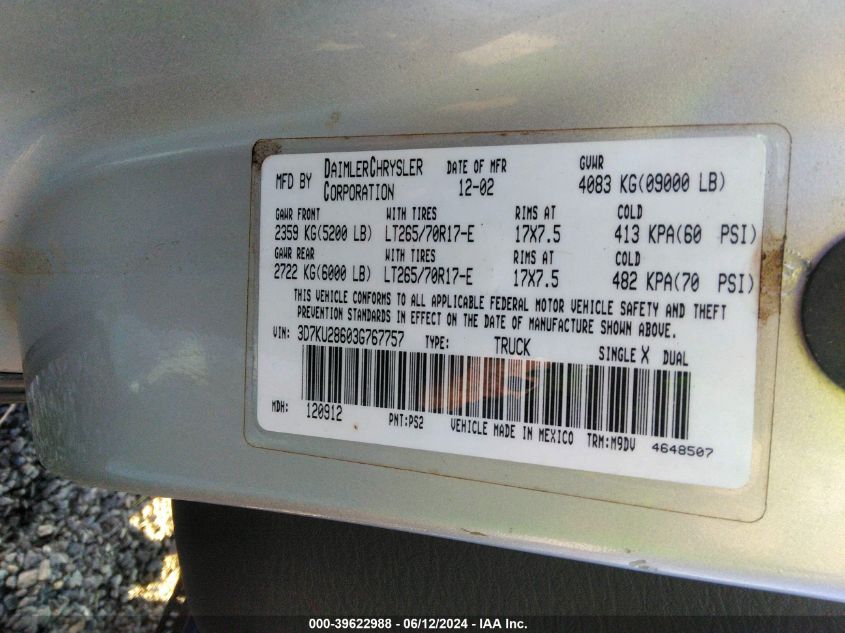 MFD BY DAIMLERCHRYSLER CORPORATION DATE OF MFR 12-02 GVWR 4083 KG(09000 LB)
GAWR FRONT WITH TIRES RIMS AT COLD
2359 KG(5200 LB) LT265/70R17-E 17X7.5 413 KPA(60 PSI)
GAWR REAR WITH TIRES RIMS AT COLD
2722 KG(6000 LB) LT265/70R17-E 17X7.5 482 KPA(70 PSI)
THIS VEHICLE CONFORMS TO ALL APPLICABLE FEDERAL MOTOR VEHICLE SAFETY AND THEFT
PREVENTION STANDARDS IN EFFECT ON THE DATE OF MANUFACTURE SHOWN ABOVE.
VIN: 3D7KU28603G767757 TYPE: TRUCK SINGLE X DUAL
MDH: 120912 PNT:PS2 VEHICLE MADE IN MEXICO TRM:M9DV 4648507
000-39622988 - 06/12/2024 - IAA Inc.